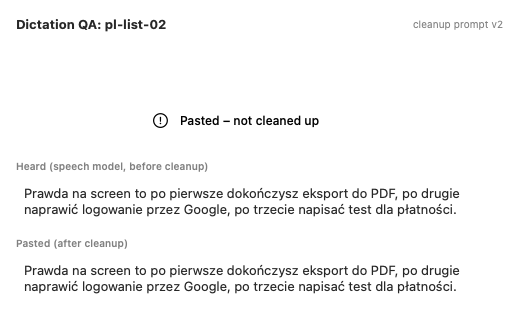 Dictation QA: pl-list-02
cleanup prompt v2
Pasted – not cleaned up
Heard (speech model, before cleanup)
Prawda na screen to po pierwsze dokończysz eksport do PDF, po drugie
naprawić logowanie przez Google, po trzecie napisać test dla płatności.
Pasted (after cleanup)
Prawda na screen to po pierwsze dokończysz eksport do PDF, po drugie
naprawić logowanie przez Google, po trzecie napisać test dla płatności.